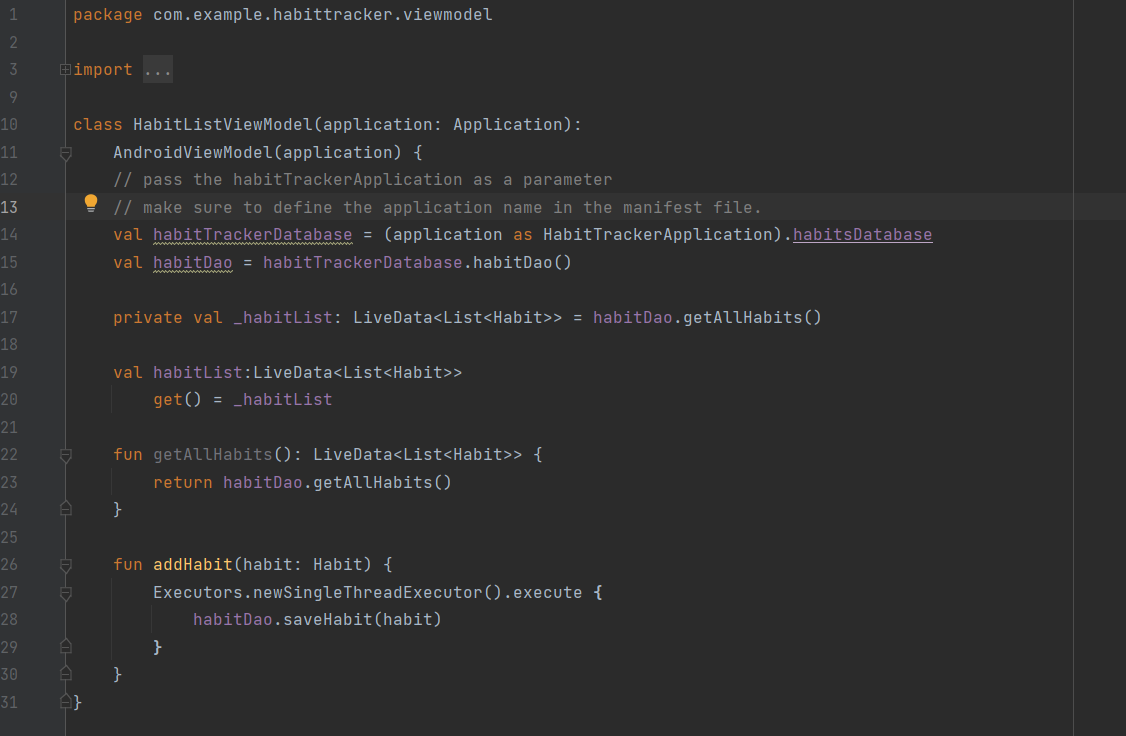 1 package com.example.habittracker.viewmodel
2
3 import ...
9
10 class HabitListViewModel(application: Application):
11     AndroidViewModel(application) {
12     // pass the habitTrackerApplication as a parameter
13     // make sure to define the application name in the manifest file.
14     val habitTrackerDatabase = (application as HabitTrackerApplication).habitsDatabase
15     val habitDao = habitTrackerDatabase.habitDao()
16
17     private val _habitList: LiveData<List<Habit>> = habitDao.getAllHabits()
18
19     val habitList:LiveData<List<Habit>>
20         get() = _habitList
21
22     fun getAllHabits(): LiveData<List<Habit>> {
23         return habitDao.getAllHabits()
24     }
25
26     fun addHabit(habit: Habit) {
27         Executors.newSingleThreadExecutor().execute {
28             habitDao.saveHabit(habit)
29         }
30     }
31 }